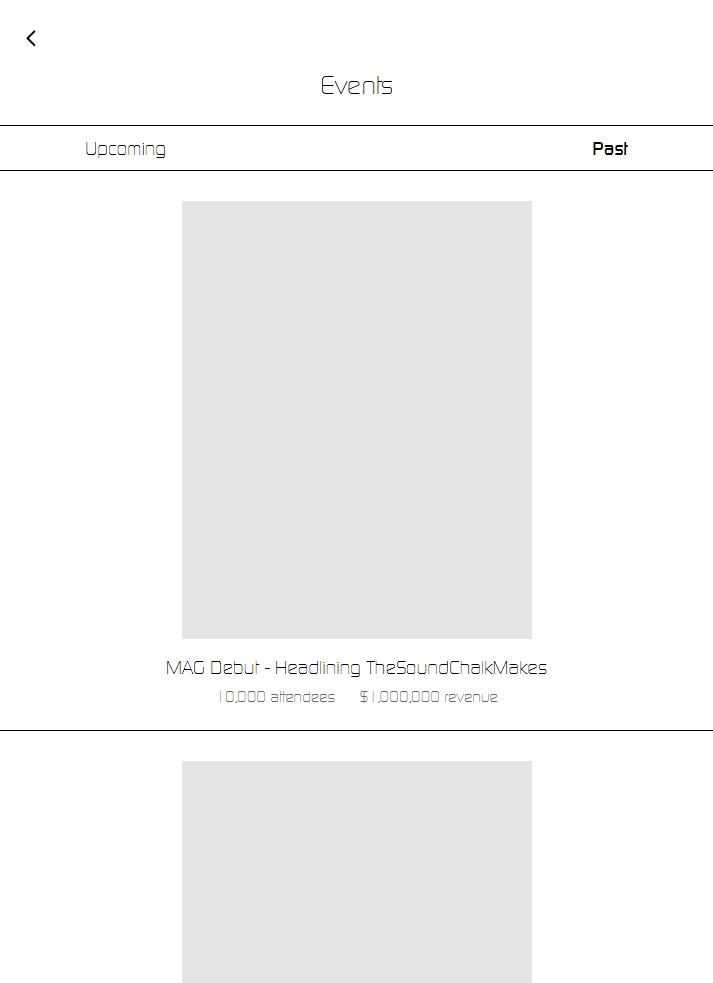 Events
Upcoming Past
MAG Debut - Headlining TheSoundChalkMakes
10,000 attendees $1,000,000 revenue